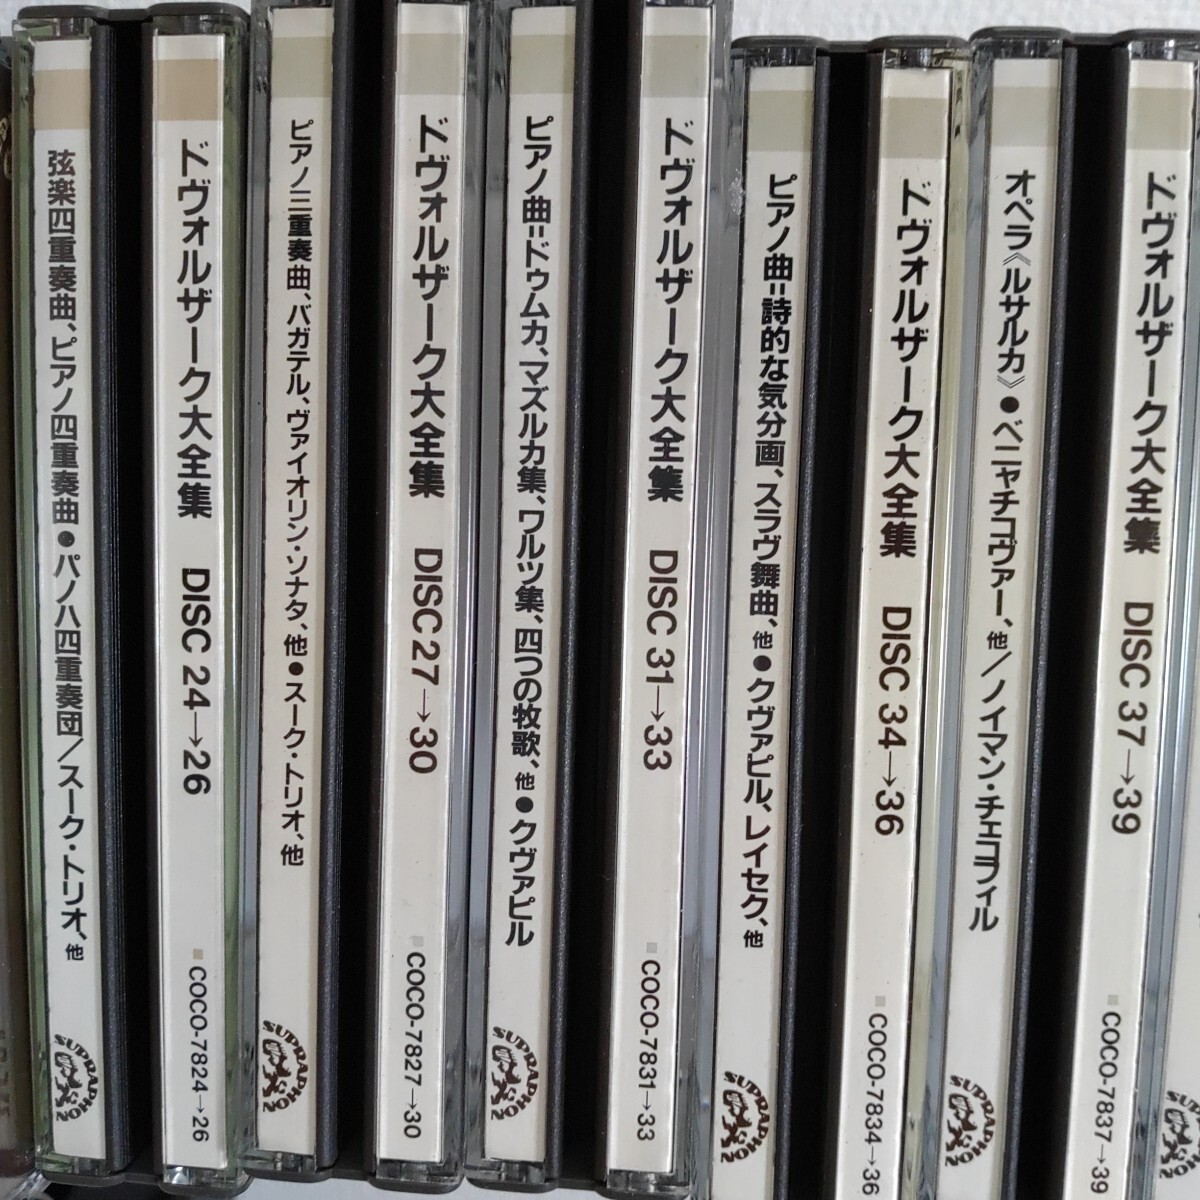 弦楽四重奏曲、ピアノ四重奏曲●パノハ四重奏団/スーク・トリオ、他
SUPRAPHON
ドヴォルザーク大全集 DISC 24→26 COCO-7824→26
ピアノ三重奏曲、バガテル、ヴァイオリン・ソナタ、他●スーク・トリオ、他
SUPRAPHON
ドヴォルザーク大全集 DISC 27→30 COCO-7827→30
ピアノ曲=ドゥムカ、マズルカ集、ワルツ集、四つの牧歌、他●クヴァピル
SUPRAPHON
ドヴォルザーク大全集 DISC 31→33 COCO-7831→33
ピアノ曲=詩的な気分画、スラヴ舞曲、他●クヴァピル、レイセク、他
SUPRAPHON
ドヴォルザーク大全集 DISC 34→36 COCO-7834→36
オペラ《ルサルカ》●ベニャチコヴァー、他/ノイマン・チェコフィル
SUPRAPHON
ドヴォルザーク大全集 DISC 37→39 COCO-7837→39